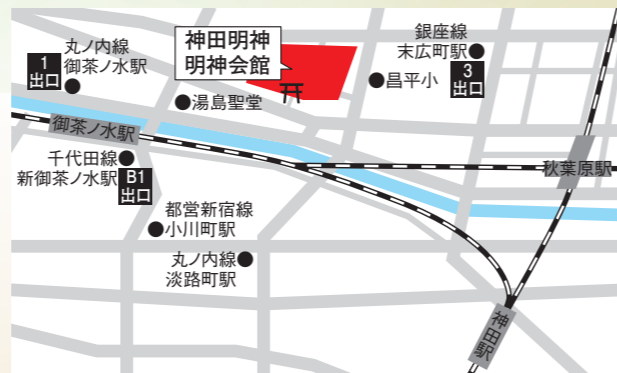 丸ノ内線
御茶ノ水駅
1
出口
神田明神
明神会館
銀座線
末広町駅
3
出口
昌平小
湯島聖堂
御茶ノ水駅
千代田線
新御茶ノ水駅
B1
出口
秋葉原駅
都営新宿線
小川町駅
丸ノ内線
淡路町駅
神田駅